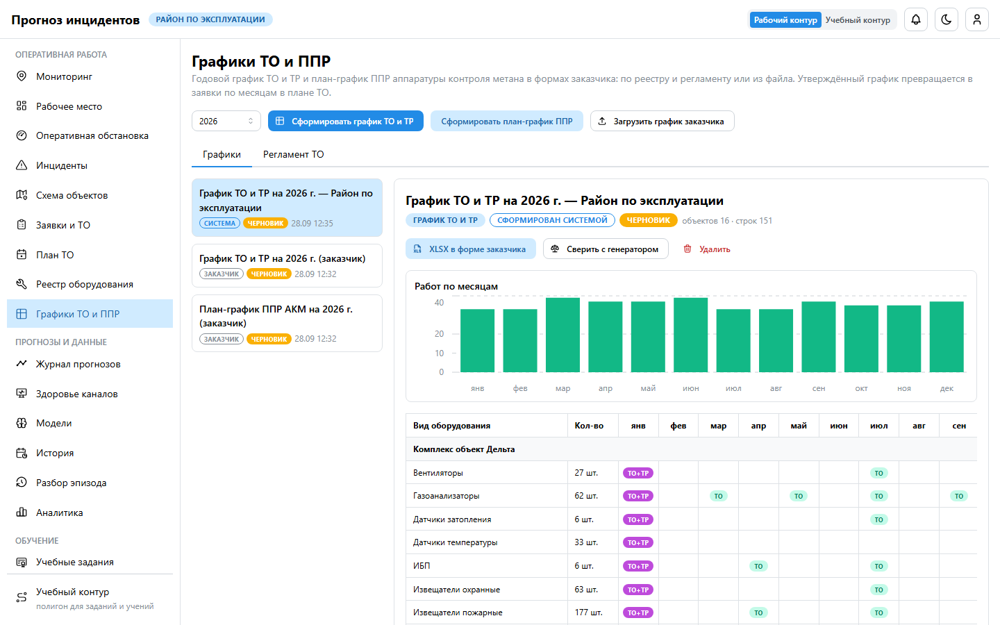 Прогноз инцидентов
РАЙОН ПО ЭКСПЛУАТАЦИИ
Рабочий контур
Учебный контур
ОПЕРАТИВНАЯ РАБОТА
Мониторинг
Рабочее место
Оперативная обстановка
Инциденты
Схема объектов
Заявки и ТО
План ТО
Реестр оборудования
Графики ТО и ППР
ПРОГНОЗЫ И ДАННЫЕ
Журнал прогнозов
Здоровье каналов
Модели
История
Разбор эпизода
Аналитика
ОБУЧЕНИЕ
Учебные задания
Учебный контур
полигон для заданий и учений
Графики ТО и ППР
Годовой график ТО и ТР и план-график ППР аппаратуры контроля метана в формах заказчика: по реестру и регламенту или из файла. Утверждённый график превращается в
заявки по месяцам в плане ТО.
2026
Сформировать график ТО и ТР
Сформировать план-график ППР
Загрузить график заказчика
Графики
Регламент ТО
График ТО и ТР на 2026 г. — Район по
эксплуатации
СИСТЕМА ЧЕРНОВИК 28.09 12:35
График ТО и ТР на 2026 г. (заказчик)
ЗАКАЗЧИК ЧЕРНОВИК 28.09 12:32
План-график ППР АКМ на 2026 г.
(заказчик)
ЗАКАЗЧИК ЧЕРНОВИК 28.09 12:32
График ТО и ТР на 2026 г. — Район по эксплуатации
ГРАФИК ТО И ТР СФОРМИРОВАН СИСТЕМОЙ ЧЕРНОВИК объектов 16 · строк 151
XLS XLSX в форме заказчика
Сверить с генератором
Удалить
Работ по месяцам
40
20
10
0
янв фев мар апр май июн июл авг сен окт ноя дек
Вид оборудования Кол-во янв фев мар апр май июн июл авг сен
Комплекс объект Дельта
Вентиляторы 27 шт. ТО+ТР ТО
Газоанализаторы 62 шт. ТО+ТР ТО ТО ТО ТО
Датчики затопления 6 шт. ТО+ТР ТО
Датчики температуры 33 шт. ТО+ТР
ИБП 6 шт. ТО+ТР ТО ТО
Извещатели охранные 63 шт. ТО+ТР ТО
Извещатели пожарные 177 шт. ТО+ТР ТО ТО